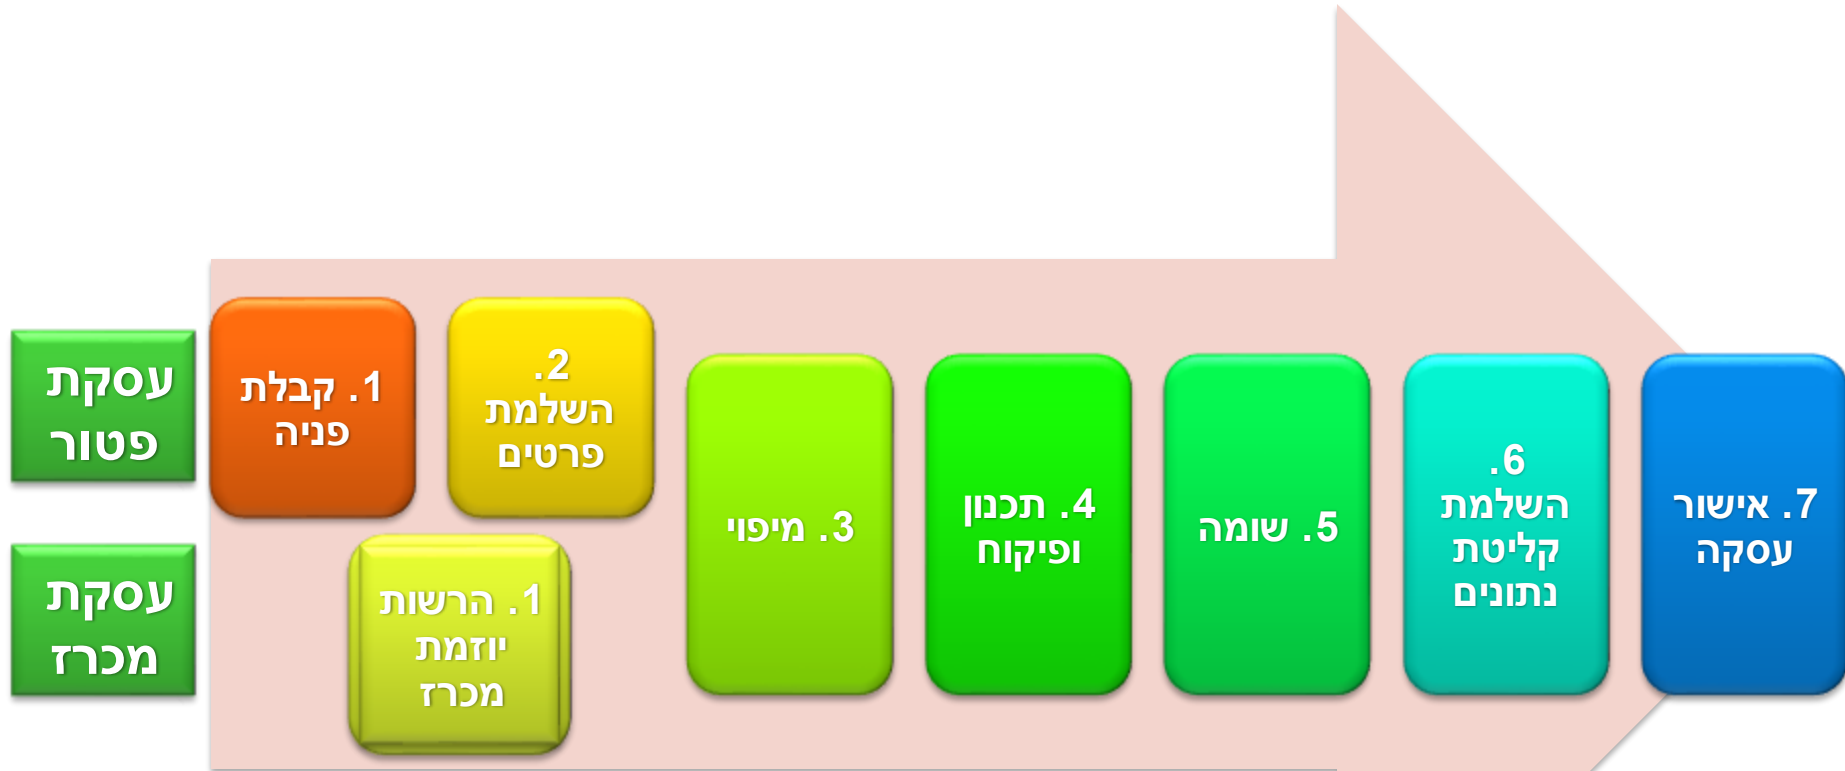 עסקת
פטור
1. קבלת
פניה
2.
השלמת
פרטים
עסקת
מכרז
1. הרשות
יוזמת
מכרז
3. מיפוי
4. תכנון
ופיקוח
5. שומה
6.
השלמת
קליטת
נתונים
7. אישור
עסקה